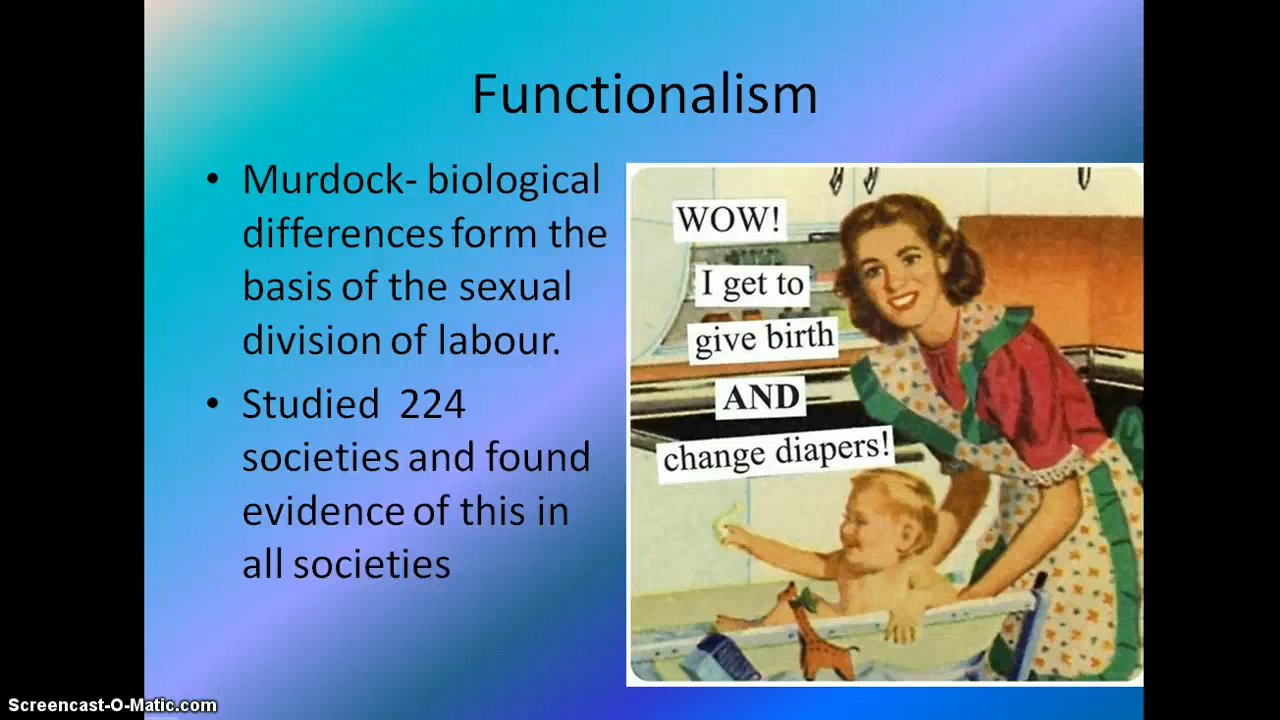 Functionalism
• Murdock- biological
differences form the
basis of the sexual
division of labour.
• Studied 224
societies and found
evidence of this in
all societies
WOW!
I get to
give birth
AND
change diapers!
Screencast-O-Matic.com